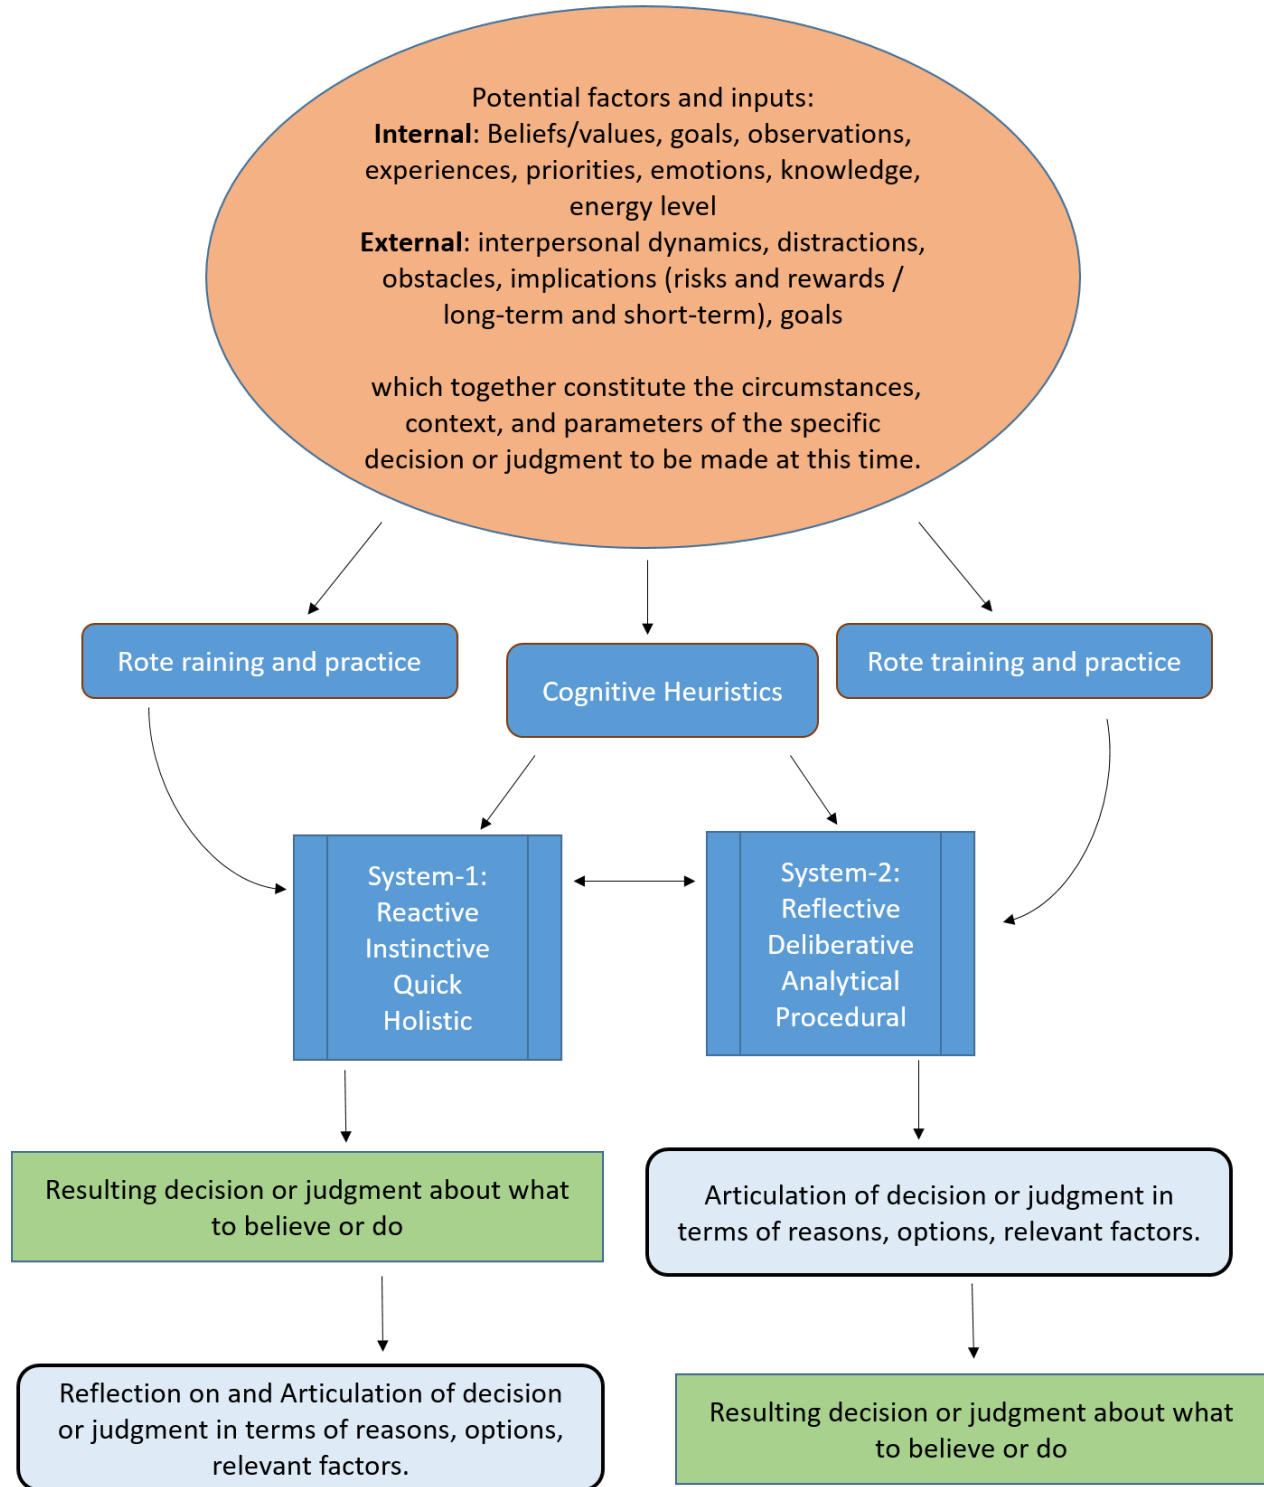 Potential factors and inputs:
Internal: Beliefs/values, goals, observations,
experiences, priorities, emotions, knowledge,
energy level
External: interpersonal dynamics, distractions,
obstacles, implications (risks and rewards /
long-term and short-term), goals
which together constitute the circumstances,
context, and parameters of the specific
decision or judgment to be made at this time.
Rote raining and practice
Cognitive Heuristics
Rote training and practice
System-1:
Reactive
Instinctive
Quick
Holistic
System-2:
Reflective
Deliberative
Analytical
Procedural
Resulting decision or judgment about what
to believe or do
Articulation of decision or judgment in
terms of reasons, options, relevant factors.
Reflection on and Articulation of decision
or judgment in terms of reasons, options,
relevant factors.
Resulting decision or judgment about what
to believe or do